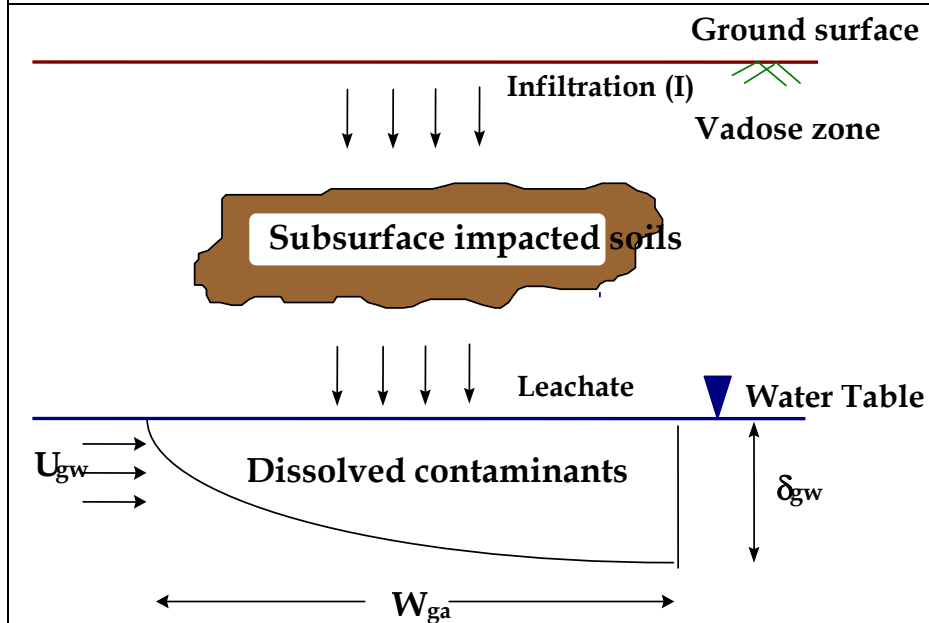 Ground surface
Infiltration (I)
Vadose zone
Subsurface impacted soils
Leachate
Water Table
Ugw
Dissolved contaminants
δgw
Wga